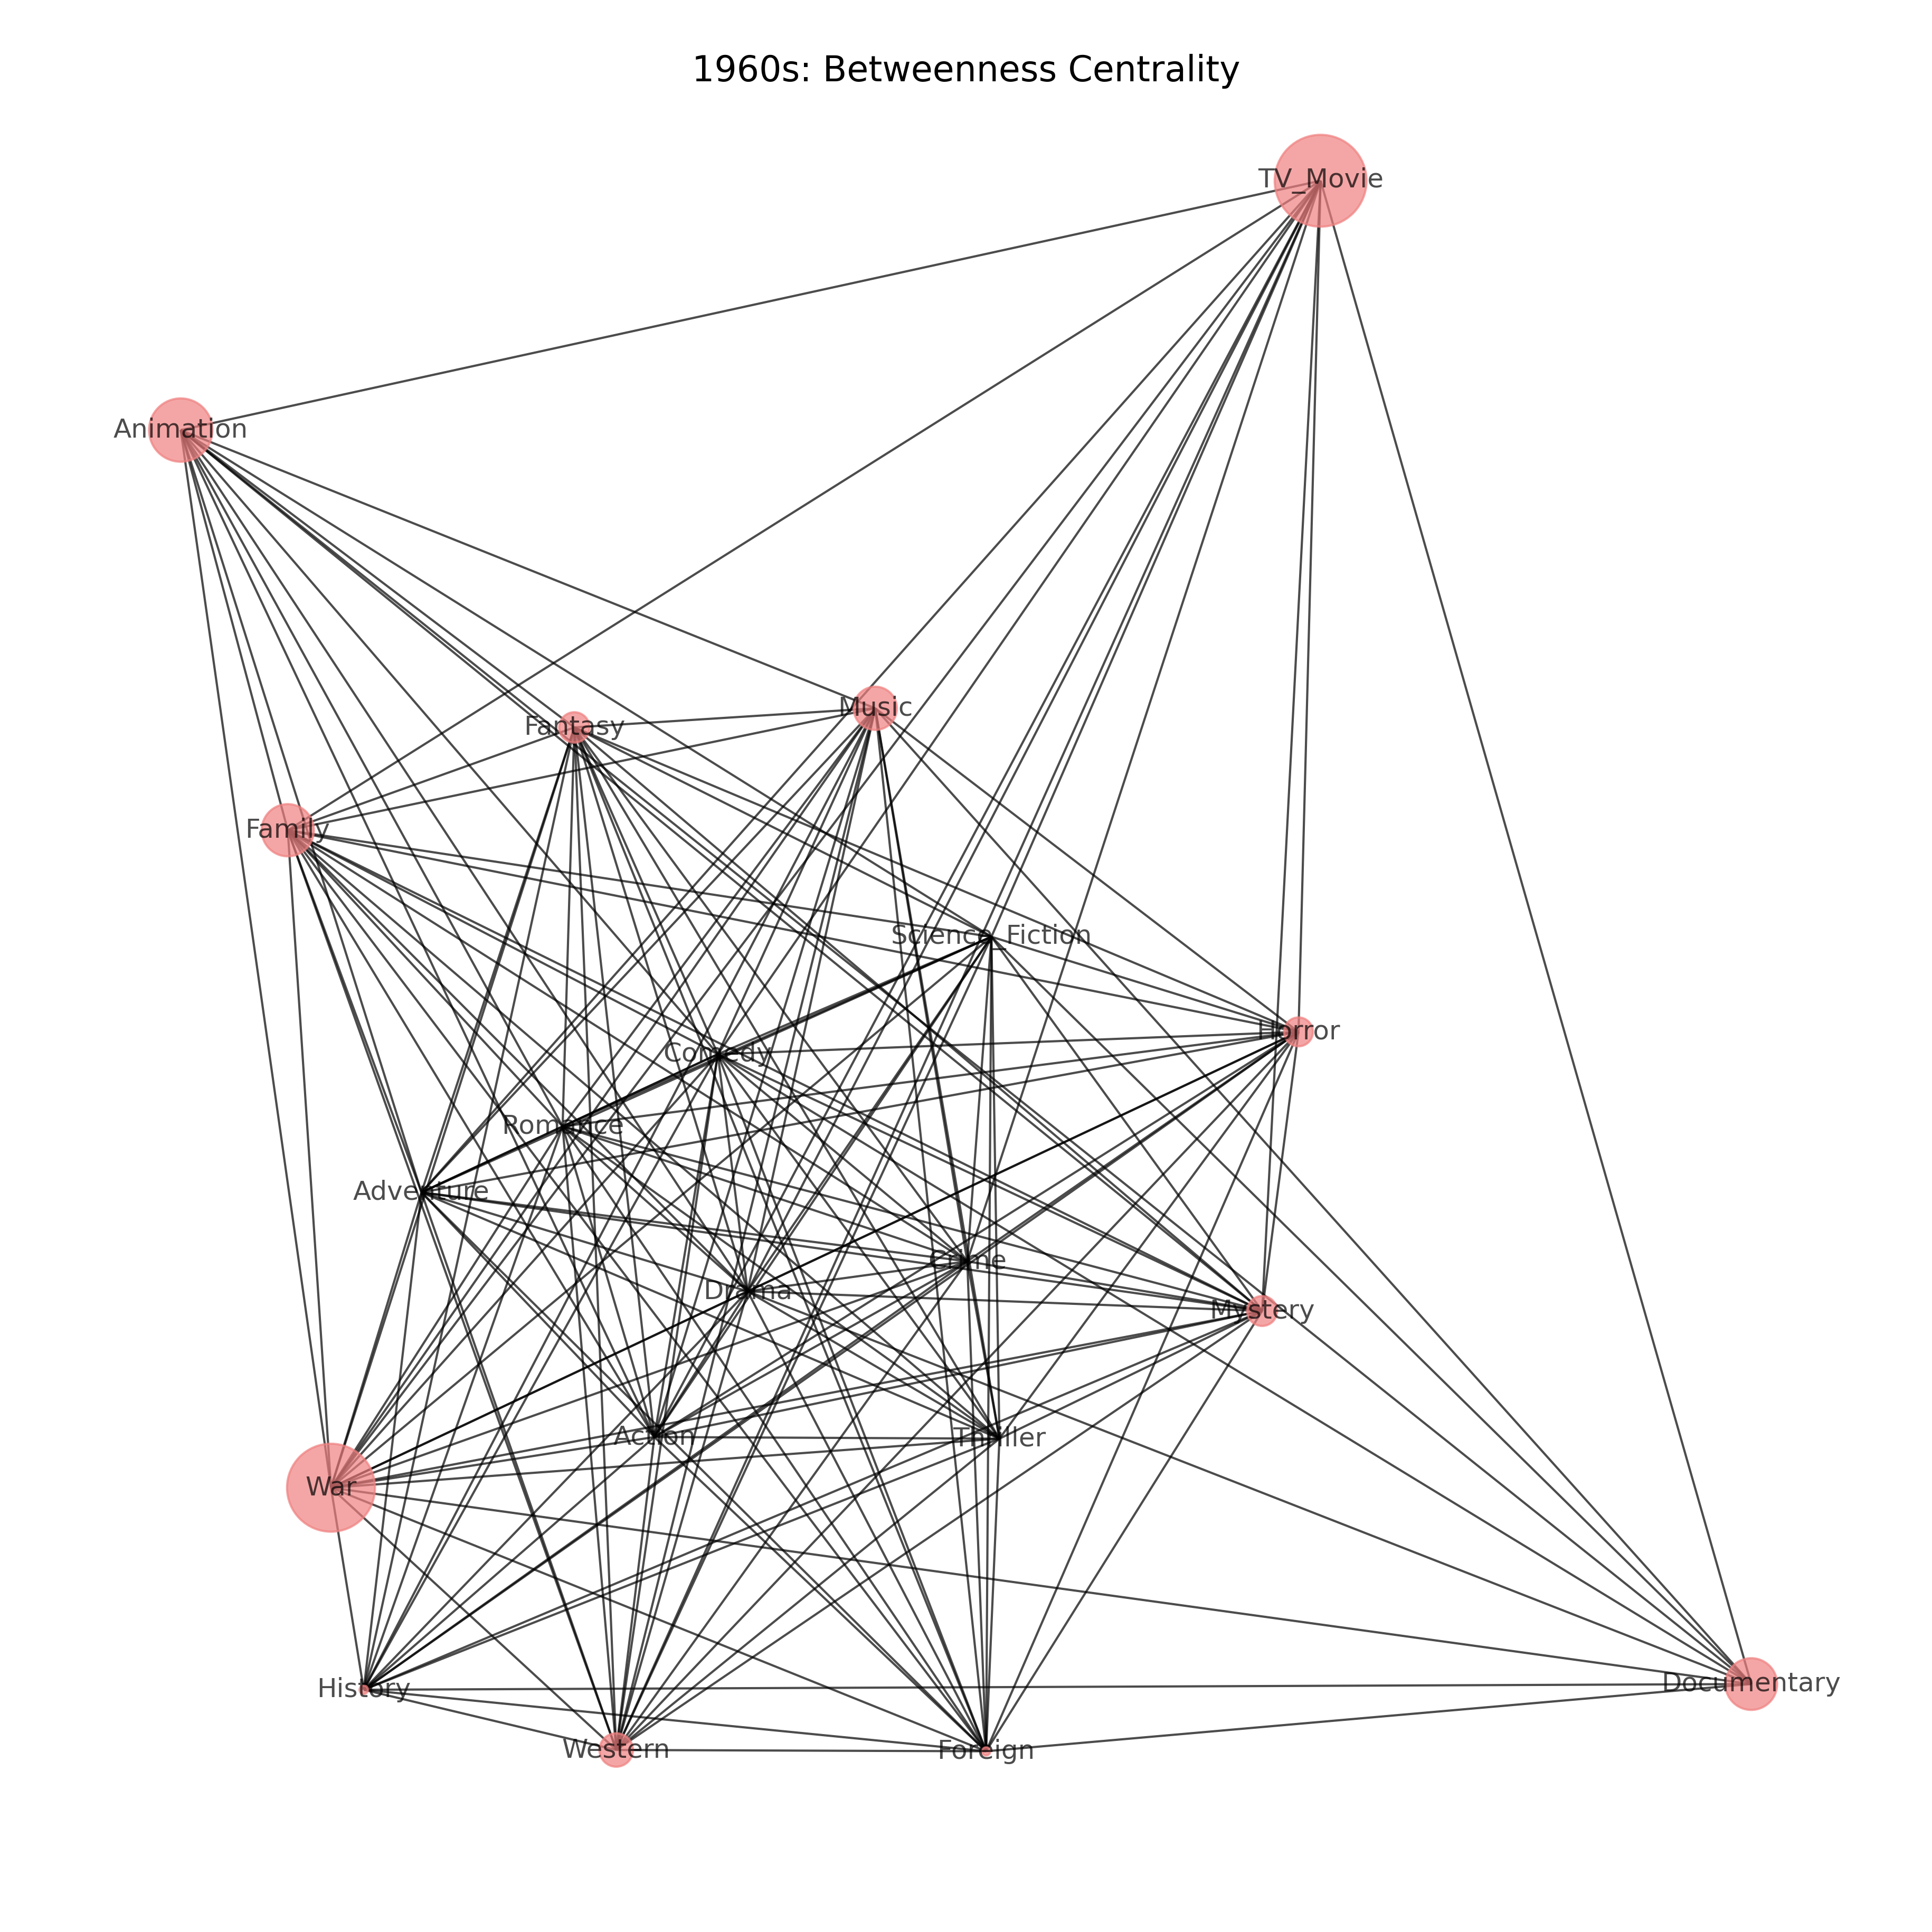 1960s: Betweenness Centrality
TV_Movie
Animation
Music
Fantasy
Family
Science_Fiction
Horror
Comedy
Romance
Adventure
Crime
Drama
Mystery
Action
Thriller
War
Documentary
History
Western
Foreign